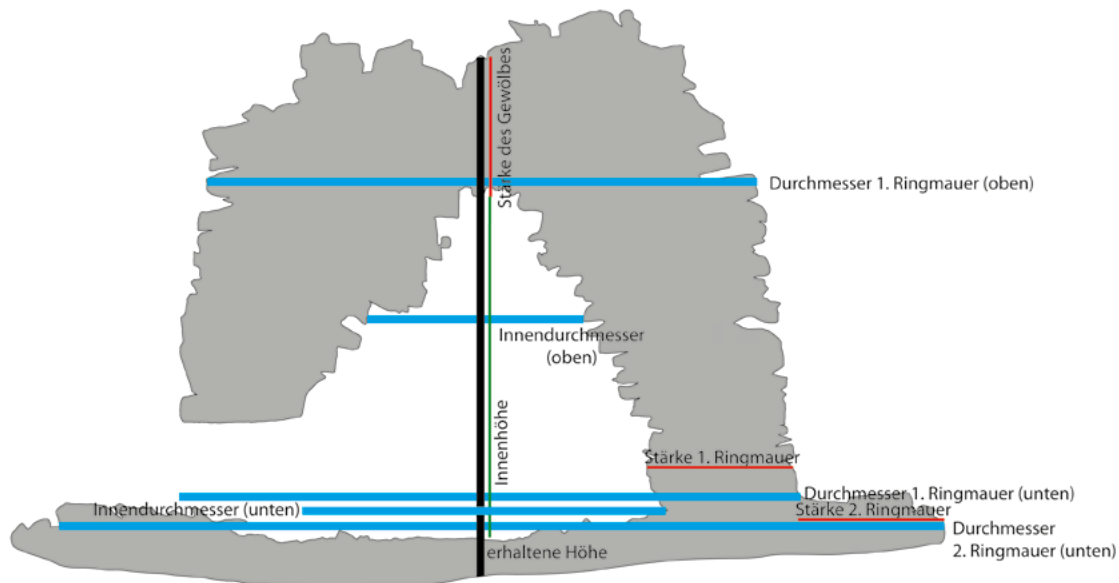 Stärke des Gewölbes
Durchmesser 1. Ringmauer (oben)
Innendurchmesser
(oben)
Innenhöhe
Stärke 1. Ringmauer
Durchmesser 1. Ringmauer (unten)
Innendurchmesser (unten)
Stärke 2. Ringmauer
Durchmesser
2. Ringmauer (unten)
erhaltene Höhe